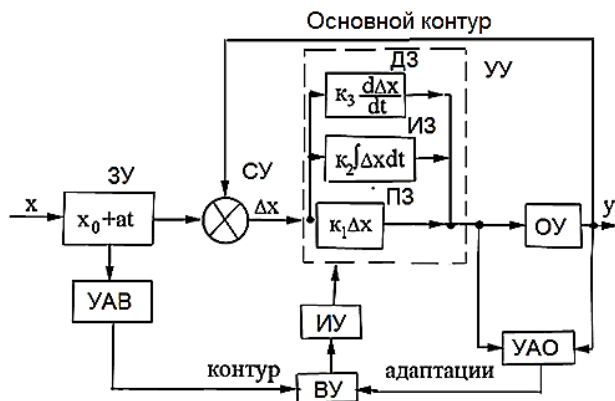 Основной контур
ДЗ
УУ
к₃ dΔx/dt
ИЗ
к₂∫Δxdt
ЗУ
СУ
ПЗ
x
x₀+at
Δx
к₁Δx
ОУ
y
УАВ
ИУ
УАО
контур
ВУ
адаптации